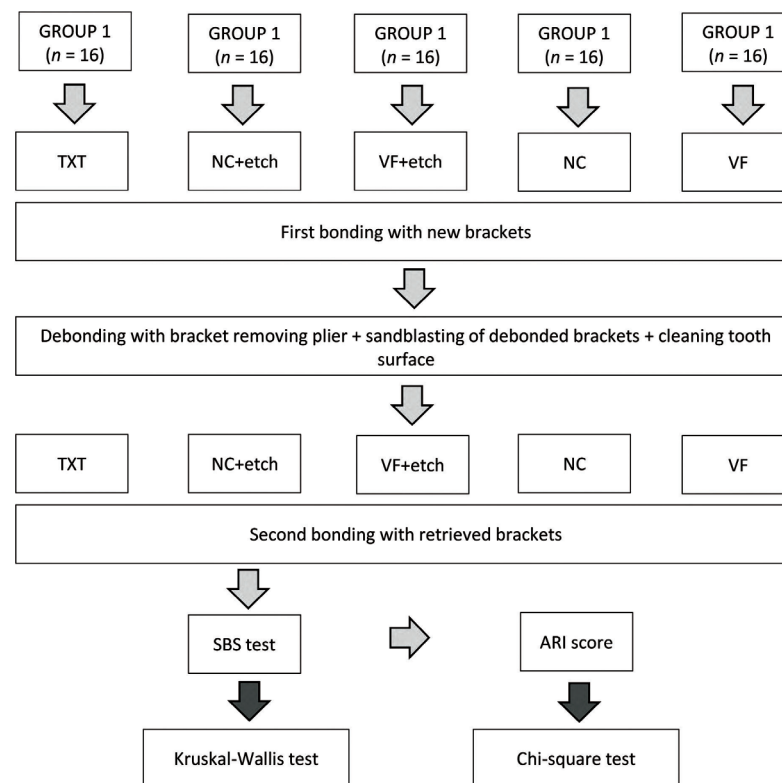 GROUP 1
(n = 16)
GROUP 1
(n = 16)
GROUP 1
(n = 16)
GROUP 1
(n = 16)
GROUP 1
(n = 16)
TXT
NC+etch
VF+etch
NC
VF
First bonding with new brackets
Debonding with bracket removing plier + sandblasting of debonded brackets + cleaning tooth
surface
TXT
NC+etch
VF+etch
NC
VF
Second bonding with retrieved brackets
SBS test
ARI score
Kruskal-Wallis test
Chi-square test